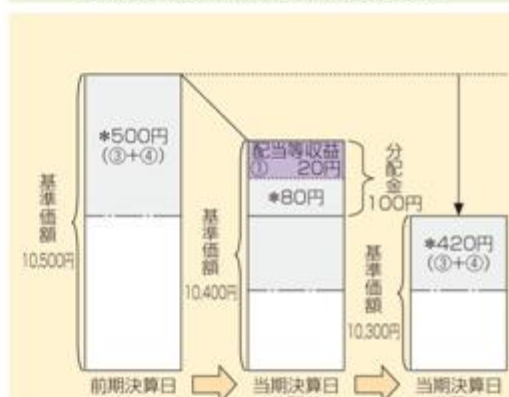 *500円
(③+④)
基準価額
10,500円
配当等収益
① 20円
*80円
分配金
100円
基準価額
10,400円
*420円
(③+④)
基準価額
10,300円
前期決算日
当期決算日
当期決算日